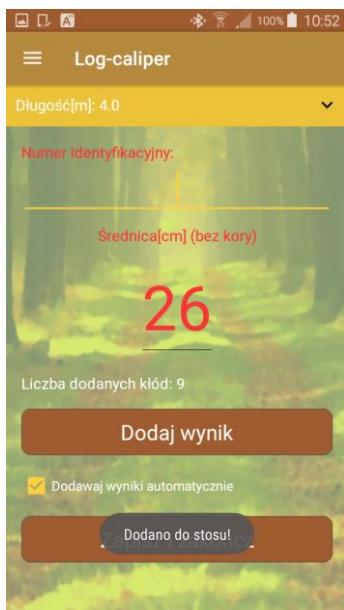 100% 10:52
Log-caliper
Długość[m]: 4.0
Numer identyfikacyjny:
Średnica[cm] (bez kory)
26
Liczba dodanych kłód: 9
Dodaj wynik
Dodawaj wyniki automatycznie
Dodano do stosu!